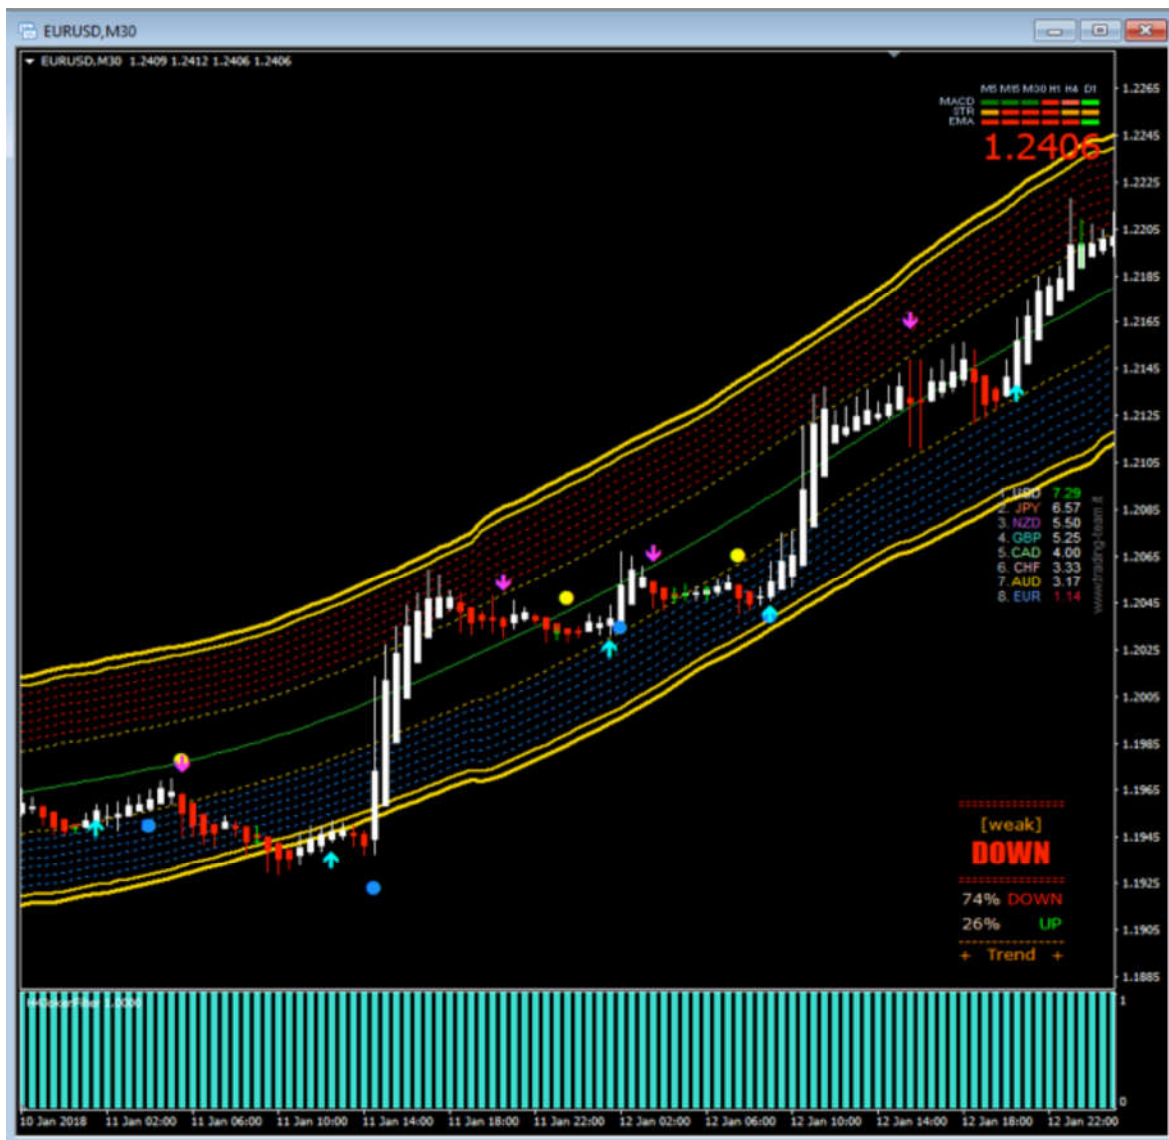 EURUSD,M30
EURUSD,M30 1.2409 1.2412 1.2406 1.2406
M5 M15 M30 H1 H4 D1
MACD
STR
EMA
1.2406
1.2265
1.2245
1.2225
1.2205
1.2185
1.2165
1.2145
1.2125
1.2105
1.2085
1.2065
1.2045
1.2025
1.2005
1.1985
1.1965
1.1945
1.1925
1.1905
1.1885
1. USD 7.29
2. JPY 6.57
3. NZD 5.50
4. GBP 5.25
5. CAD 4.00
6. CHF 3.33
7. AUD 3.17
8. EUR 1.14
www.trading-team.it
[weak]
DOWN
74% DOWN
26% UP
+ Trend +
1.0000
1
0
10 Jan 2018 11 Jan 02:00 11 Jan 06:00 11 Jan 10:00 11 Jan 14:00 11 Jan 18:00 11 Jan 22:00 12 Jan 02:00 12 Jan 06:00 12 Jan 10:00 12 Jan 14:00 12 Jan 18:00 12 Jan 22:00